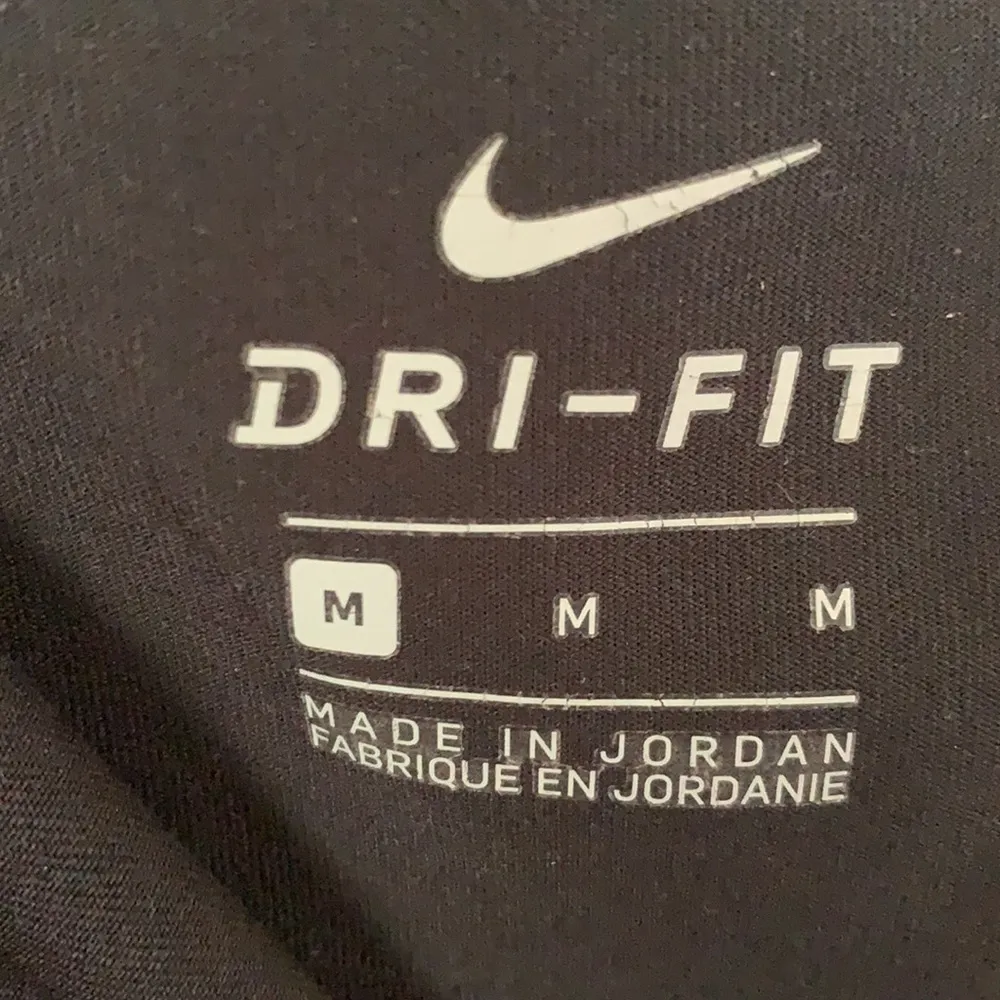 DRI-FIT
M M M
MADE IN JORDAN
FABRIQUE EN JORDANIE